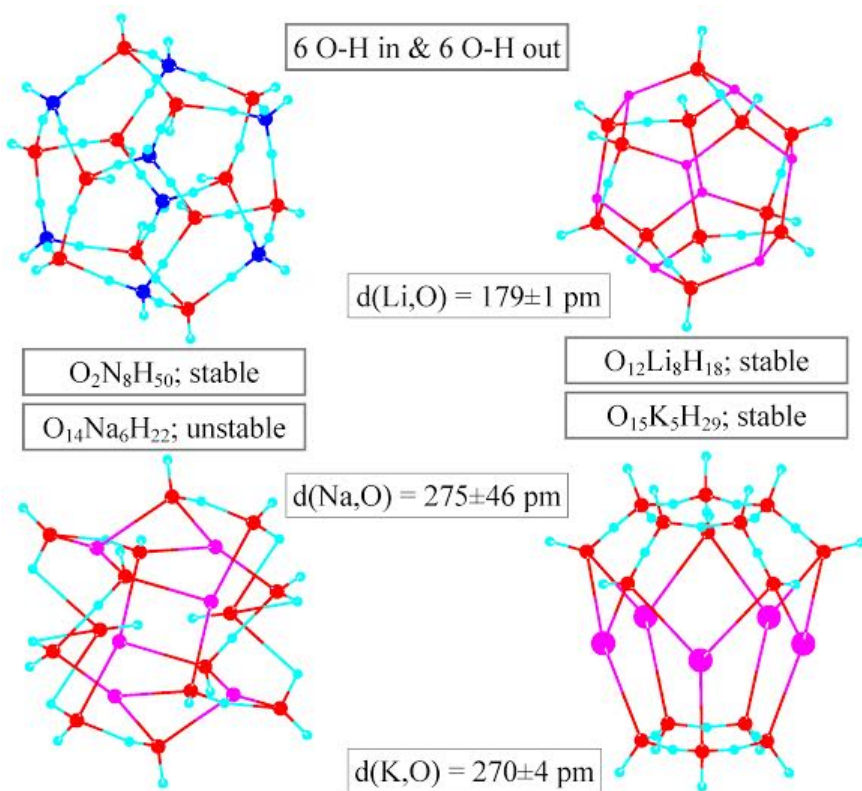 6 O-H in & 6 O-H out
d(Li,O) = 179±1 pm
O₂N₈H₅₀; stable
O₁₂Li₈H₁₈; stable
O₁₄Na₆H₂₂; unstable
O₁₅K₅H₂₉; stable
d(Na,O) = 275±46 pm
d(K,O) = 270±4 pm